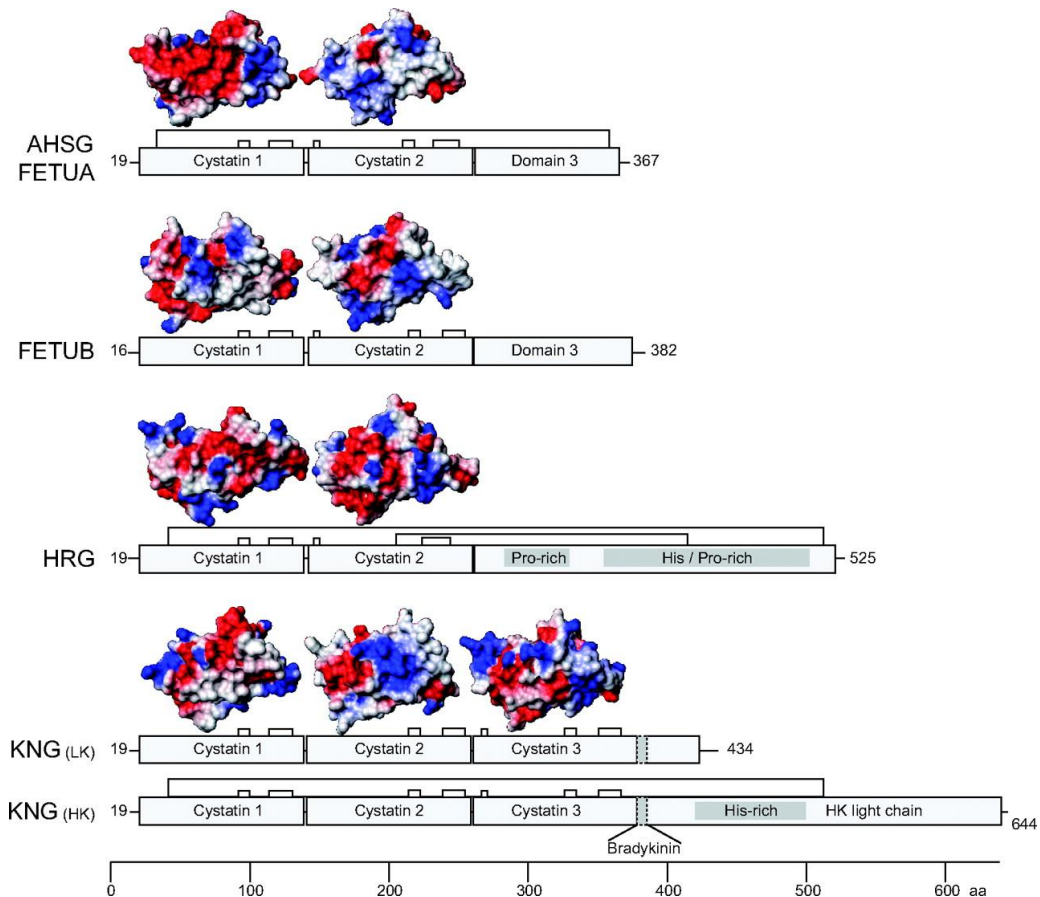 AHSG
FETUA
19 Cystatin 1 Cystatin 2 Domain 3 367
FETUB 16 Cystatin 1 Cystatin 2 Domain 3 382
HRG 19 Cystatin 1 Cystatin 2 Pro-rich His / Pro-rich 525
KNG (LK) 19 Cystatin 1 Cystatin 2 Cystatin 3 434
KNG (HK) 19 Cystatin 1 Cystatin 2 Cystatin 3 His-rich HK light chain 644
Bradykinin
0 100 200 300 400 500 600 aa